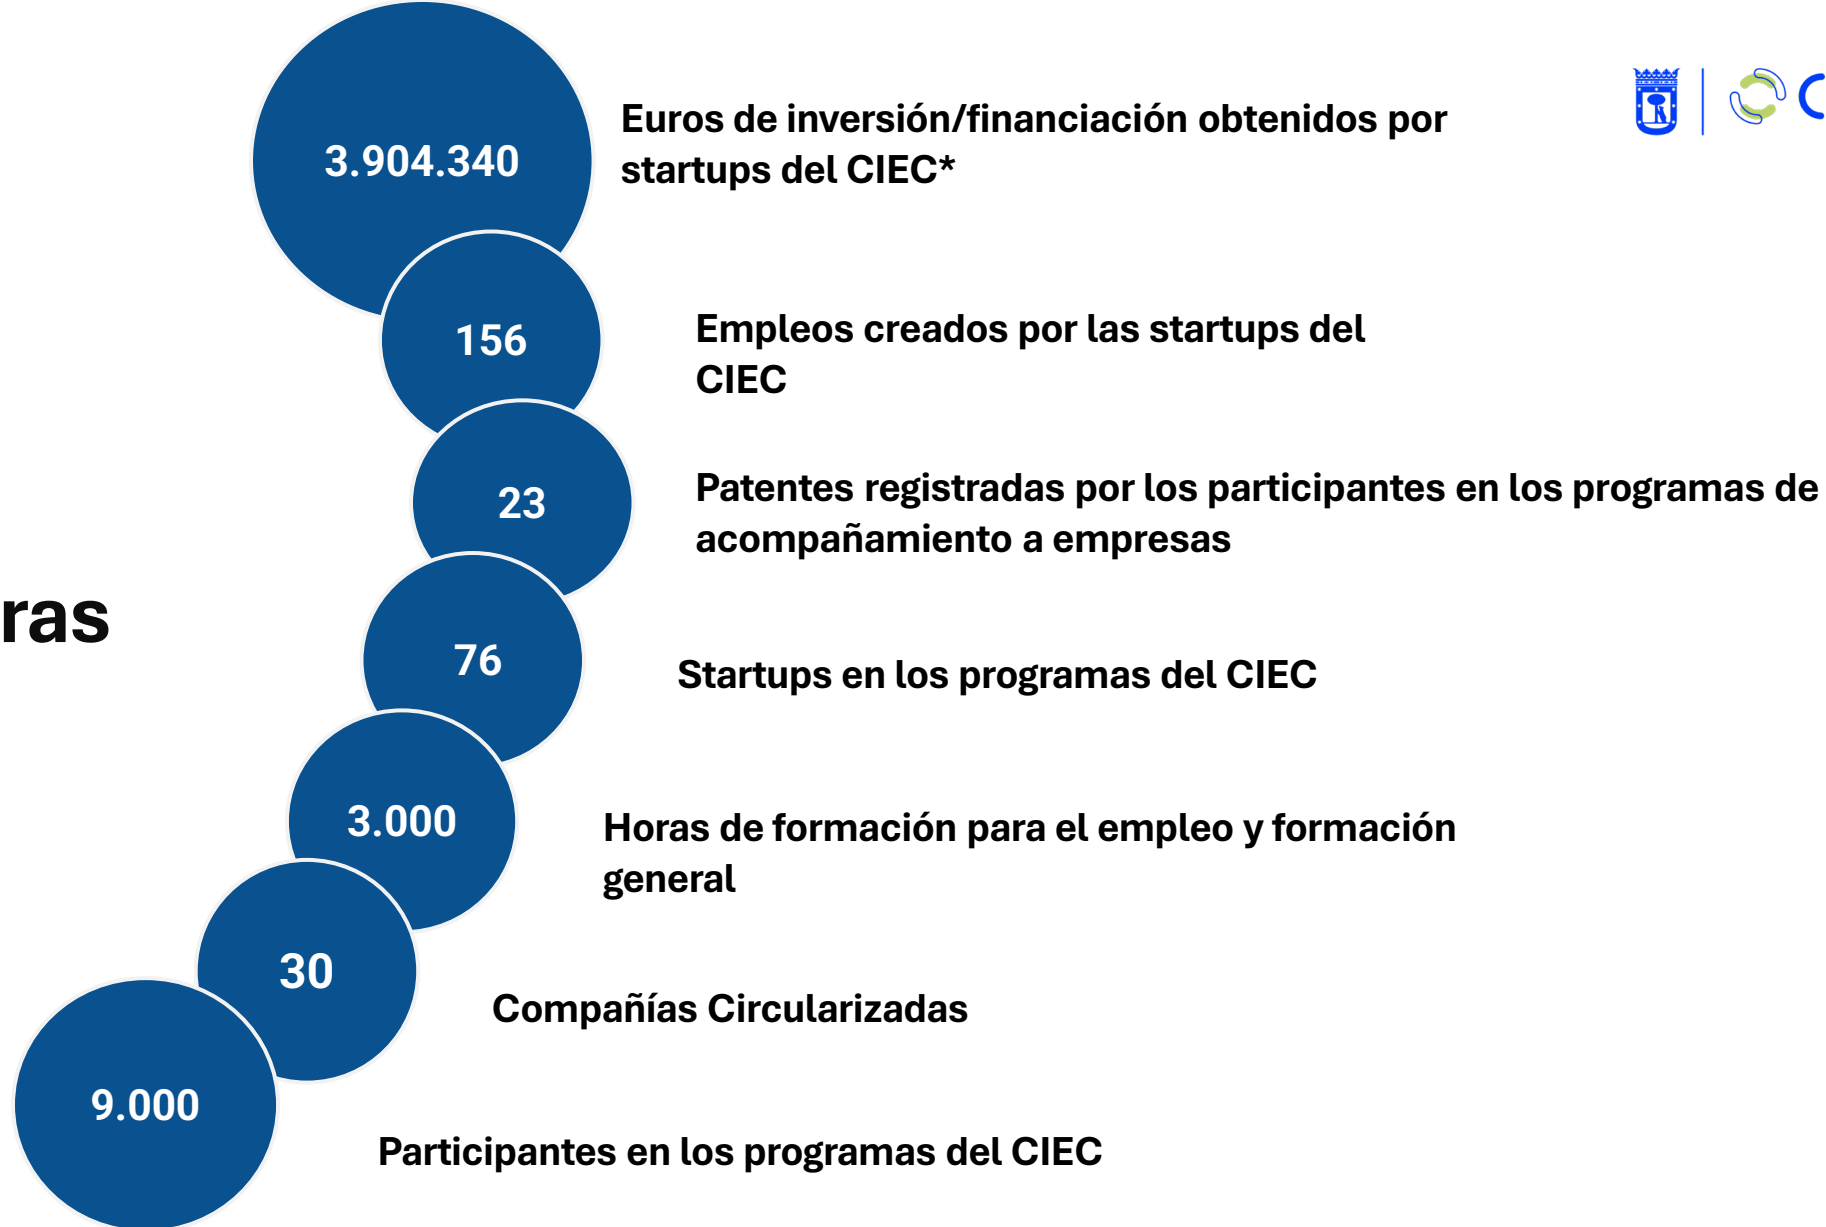 3.904.340
Euros de inversión/financiación obtenidos por
startups del CIEC*
156
Empleos creados por las startups del
CIEC
23
Patentes registradas por los participantes en los programas de
acompañamiento a empresas
ras
76
Startups en los programas del CIEC
3.000
Horas de formación para el empleo y formación
general
30
Compañías Circularizadas
9.000
Participantes en los programas del CIEC